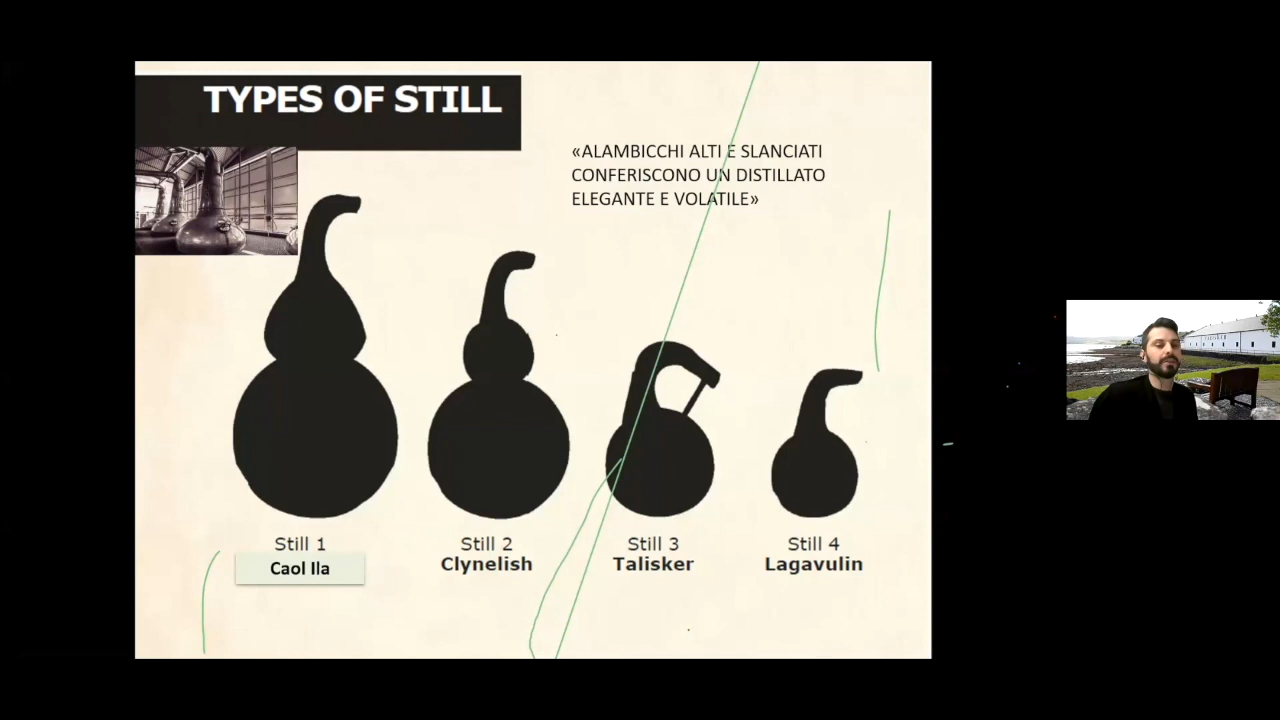 TYPES OF STILL
«ALAMBICCHI ALTI E SLANCIATI
CONFERISCONO UN DISTILLATO
ELEGANTE E VOLATILE»
Still 1
Caol Ila
Still 2
Clynelish
Still 3
Talisker
Still 4
Lagavulin